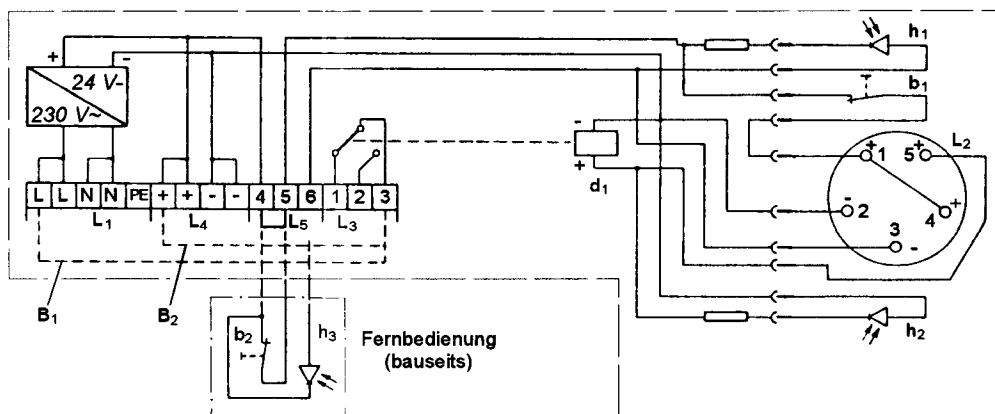 h₁
+ -
24 V-
230 V~
b₁
-
+
d₁
+ 1
5 +
L₂
- 2
4 +
3 -
L L N N PE + + - - 4 5 6 1 2 3
L₁ L₄ L₅ L₃
B₁ B₂
h₂
b₂ h₃
Fernbedienung
(bauseits)